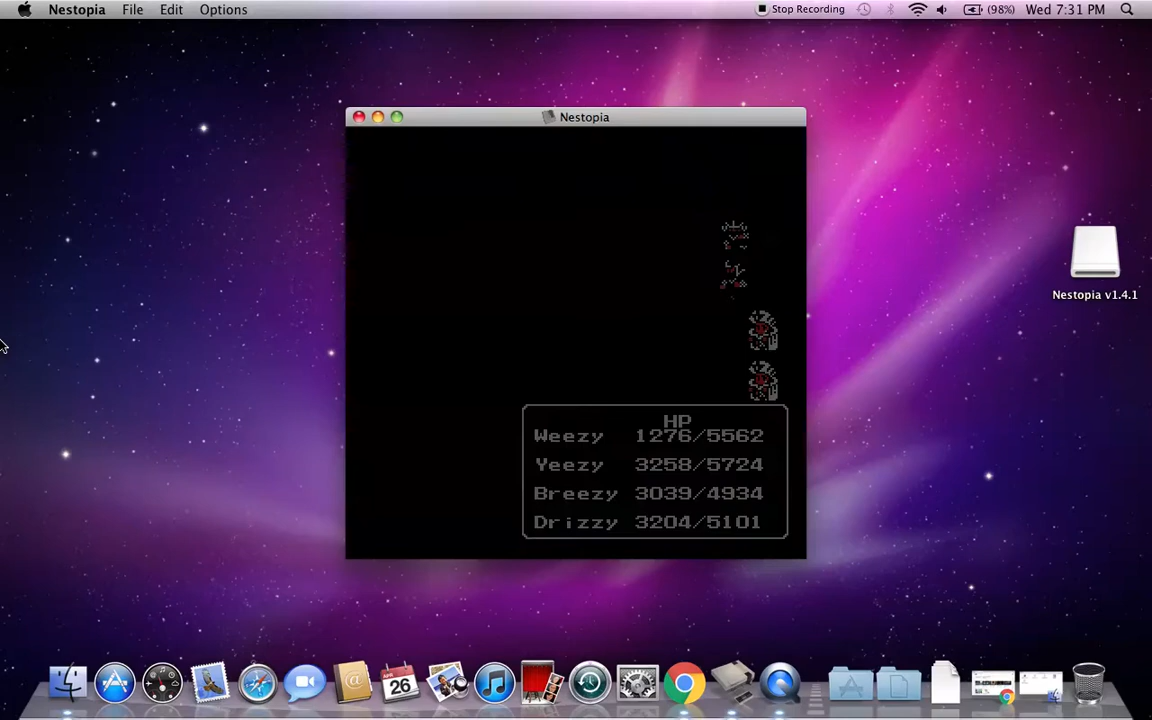 Nestopia File Edit Options Stop Recording (98%) Wed 7:31 PM
Nestopia
Nestopia v1.4.1
HP
Weezy 1276/5562
Yeezy 3258/5724
Breezy 3039/4934
Drizzy 3204/5101
APR
26